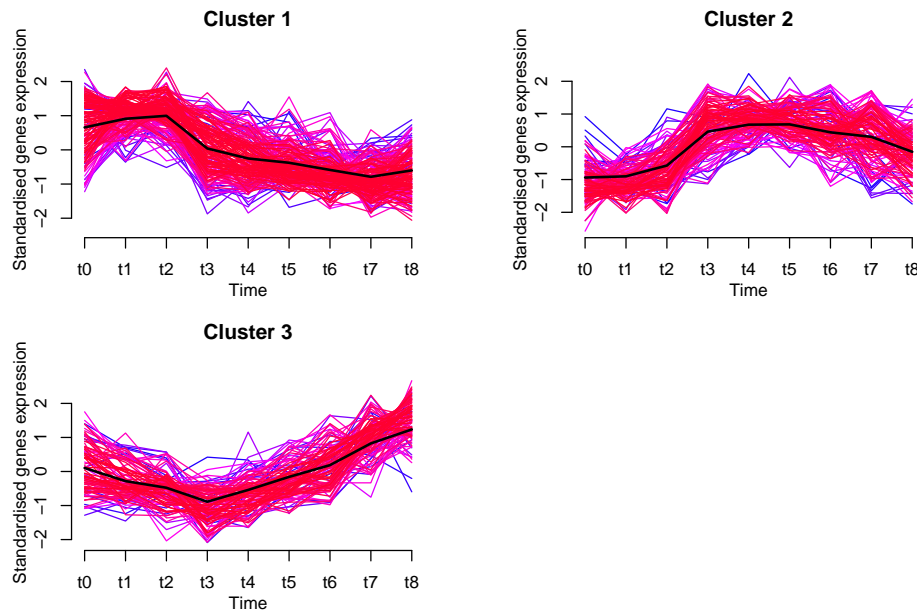 Cluster 1
Standardised genes expression
2
1
0
−1
−2
t0 t1 t2 t3 t4 t5 t6 t7 t8
Time
Cluster 2
Standardised genes expression
2
1
0
−1
−2
t0 t1 t2 t3 t4 t5 t6 t7 t8
Time
Cluster 3
Standardised genes expression
2
1
0
−1
−2
t0 t1 t2 t3 t4 t5 t6 t7 t8
Time